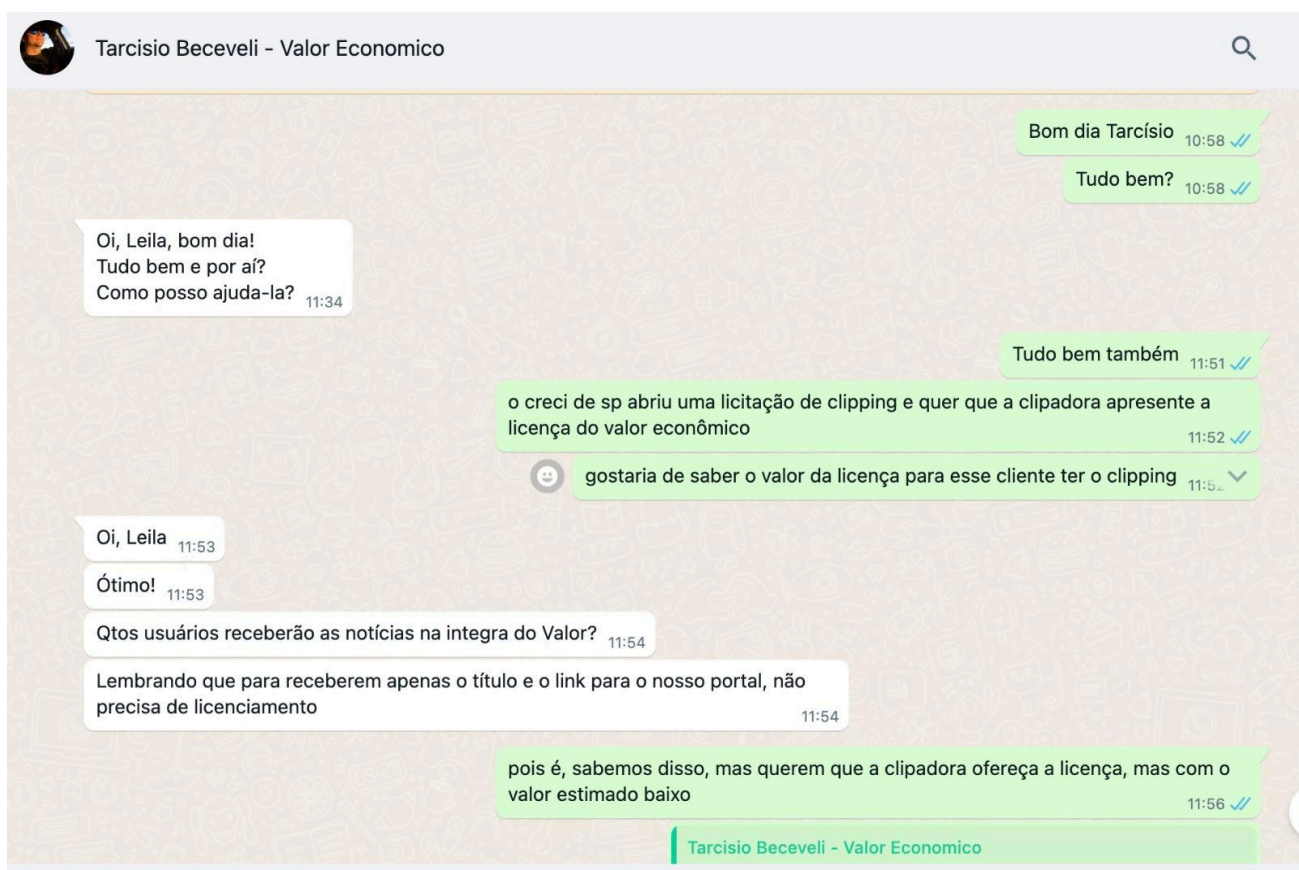 Tarcisio Beceveli - Valor Economico
Bom dia Tarcísio 10:58
Tudo bem? 10:58
Oi, Leila, bom dia!
Tudo bem e por aí?
Como posso ajuda-la? 11:34
Tudo bem também 11:51
o creci de sp abriu uma licitação de clipping e quer que a clipadora apresente a
licença do valor econômico
11:52
gostaria de saber o valor da licença para esse cliente ter o clipping
Oi, Leila 11:53
Ótimo! 11:53
Qtos usuários receberão as notícias na integra do Valor? 11:54
Lembrando que para receberem apenas o título e o link para o nosso portal, não
precisa de licenciamento
11:54
pois é, sabemos disso, mas querem que a clipadora ofereça a licença, mas com o
valor estimado baixo
11:56
Tarcisio Beceveli - Valor Economico